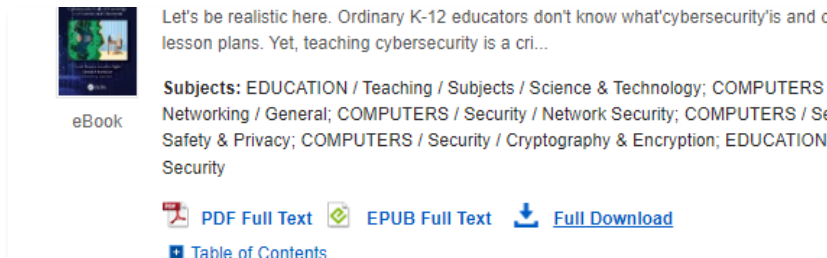 Let's be realistic here. Ordinary K-12 educators don't know what'cybersecurity'is and
lesson plans. Yet, teaching cybersecurity is a cri...
Subjects: EDUCATION / Teaching / Subjects / Science & Technology; COMPUTERS
eBook
Networking / General; COMPUTERS / Security / Network Security; COMPUTERS /
Safety & Privacy; COMPUTERS / Security / Cryptography & Encryption; EDUCATION
Security
PDF Full Text EPUB Full Text Full Download
Table of Contents